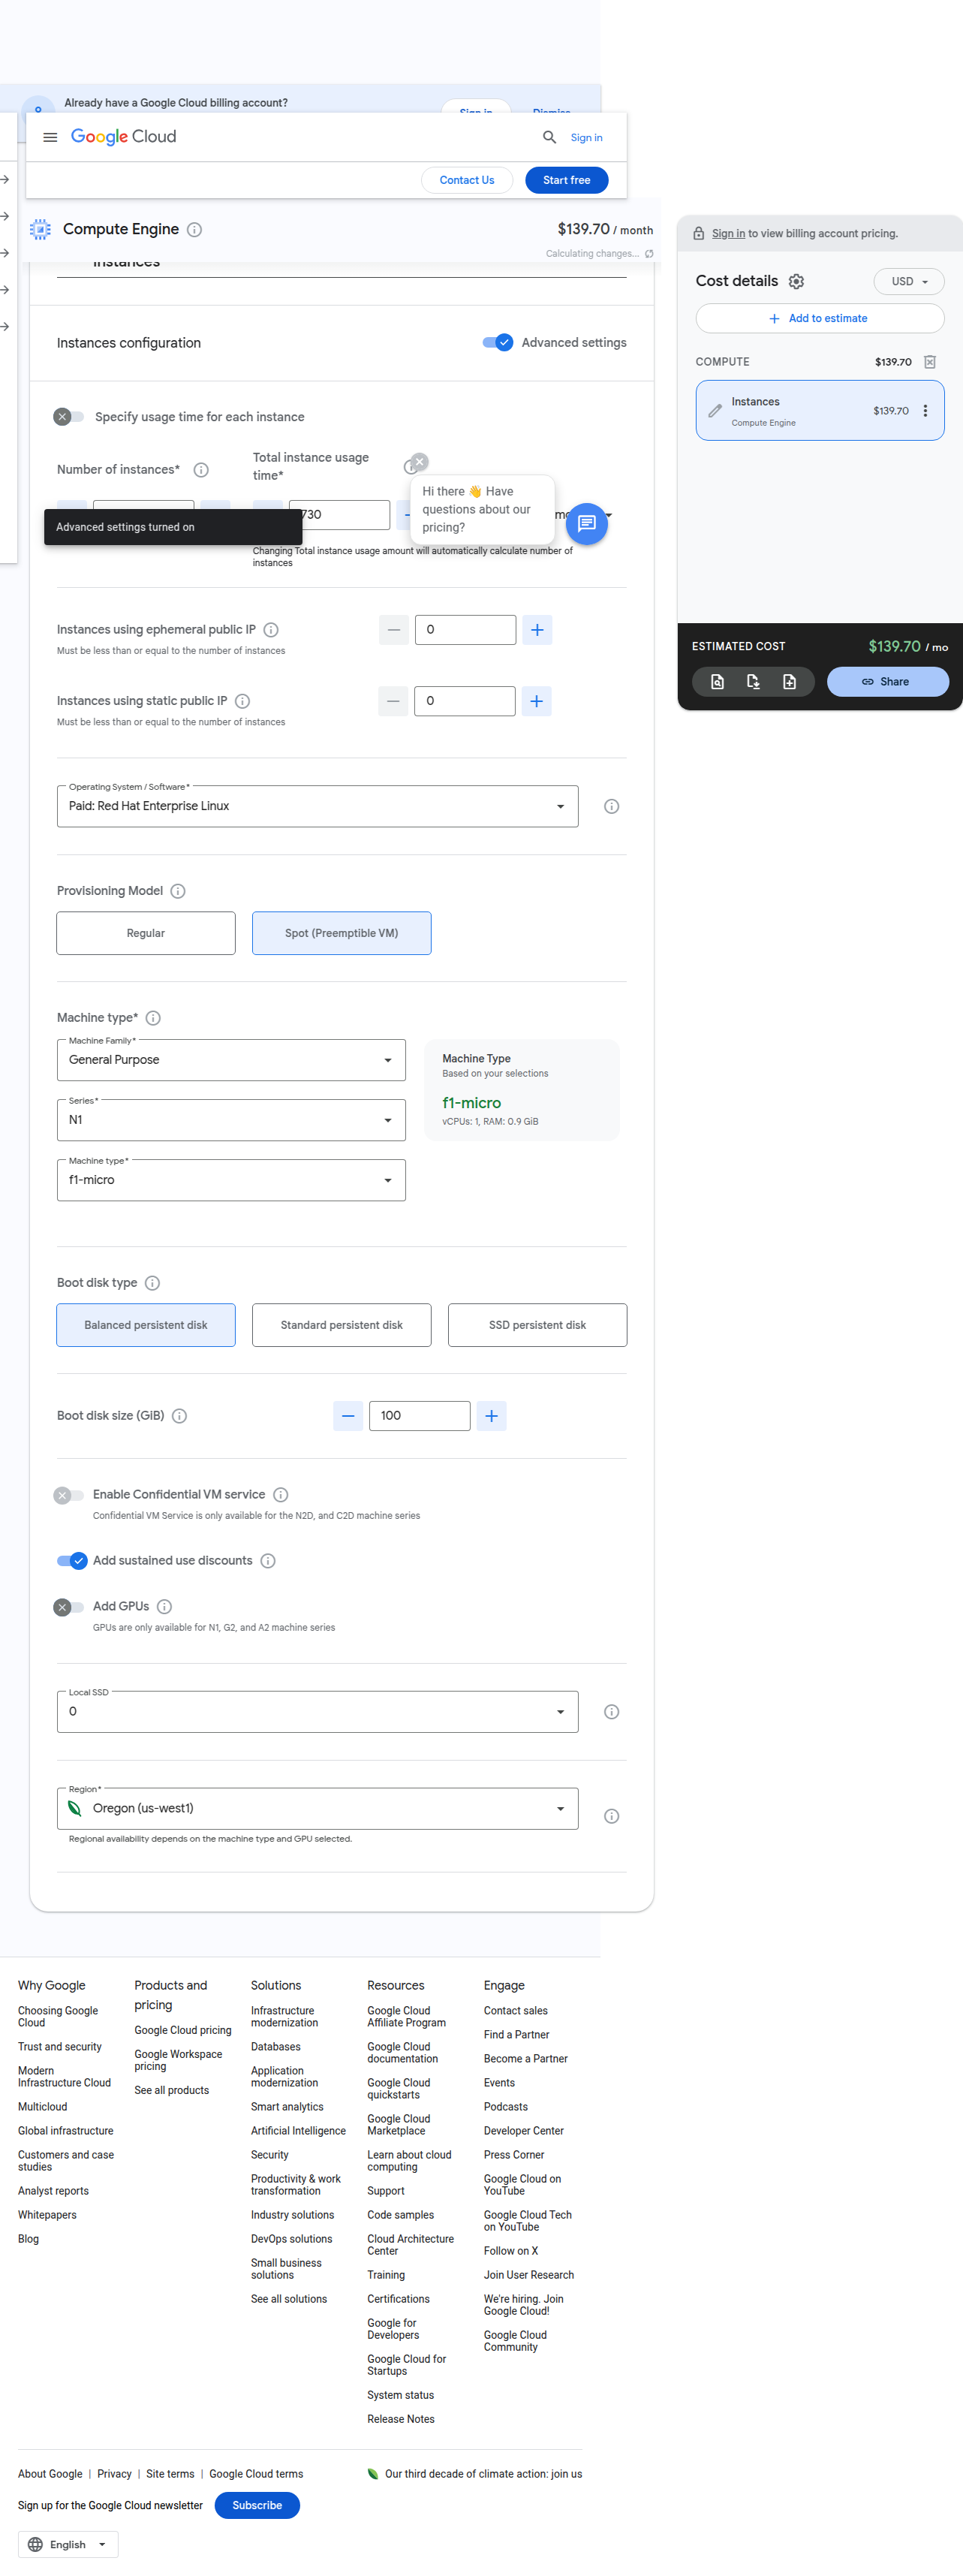 Already have a Google Cloud billing account?
Sign in
Dismiss
Google Cloud
Sign in
Contact Us
Start free
Compute Engine
$139.70 / month
Calculating changes...
Instances
Instances configuration
Advanced settings
Specify usage time for each instance
Number of instances*
Total instance usage
time*
730
Hi there 👋 Have
questions about our
pricing?
Advanced settings turned on
Changing Total instance usage amount will automatically calculate number of
instances
Instances using ephemeral public IP
0
Must be less than or equal to the number of instances
Instances using static public IP
0
Must be less than or equal to the number of instances
Operating System / Software*
Paid: Red Hat Enterprise Linux
Provisioning Model
Regular
Spot (Preemptible VM)
Machine type*
Machine Family*
General Purpose
Series*
N1
Machine type*
f1-micro
Machine Type
Based on your selections
f1-micro
vCPUs: 1, RAM: 0.9 GiB
Boot disk type
Balanced persistent disk
Standard persistent disk
SSD persistent disk
Boot disk size (GiB)
100
Enable Confidential VM service
Confidential VM Service is only available for the N2D, and C2D machine series
Add sustained use discounts
Add GPUs
GPUs are only available for N1, G2, and A2 machine series
Local SSD
0
Region*
Oregon (us-west1)
Regional availability depends on the machine type and GPU selected.
Sign in to view billing account pricing.
Cost details
USD
Add to estimate
COMPUTE
$139.70
Instances
Compute Engine
$139.70
ESTIMATED COST
$139.70 / mo
Share
Why Google
Choosing Google
Cloud
Trust and security
Modern
Infrastructure Cloud
Multicloud
Global infrastructure
Customers and case
studies
Analyst reports
Whitepapers
Blog
Products and
pricing
Google Cloud pricing
Google Workspace
pricing
See all products
Solutions
Infrastructure
modernization
Databases
Application
modernization
Smart analytics
Artificial Intelligence
Security
Productivity & work
transformation
Industry solutions
DevOps solutions
Small business
solutions
See all solutions
Resources
Google Cloud
Affiliate Program
Google Cloud
documentation
Google Cloud
quickstarts
Google Cloud
Marketplace
Learn about cloud
computing
Support
Code samples
Cloud Architecture
Center
Training
Certifications
Google for
Developers
Google Cloud for
Startups
System status
Release Notes
Engage
Contact sales
Find a Partner
Become a Partner
Events
Podcasts
Developer Center
Press Corner
Google Cloud on
YouTube
Google Cloud Tech
on YouTube
Follow on X
Join User Research
We're hiring. Join
Google Cloud!
Google Cloud
Community
About Google | Privacy | Site terms | Google Cloud terms
Our third decade of climate action: join us
Sign up for the Google Cloud newsletter
Subscribe
English